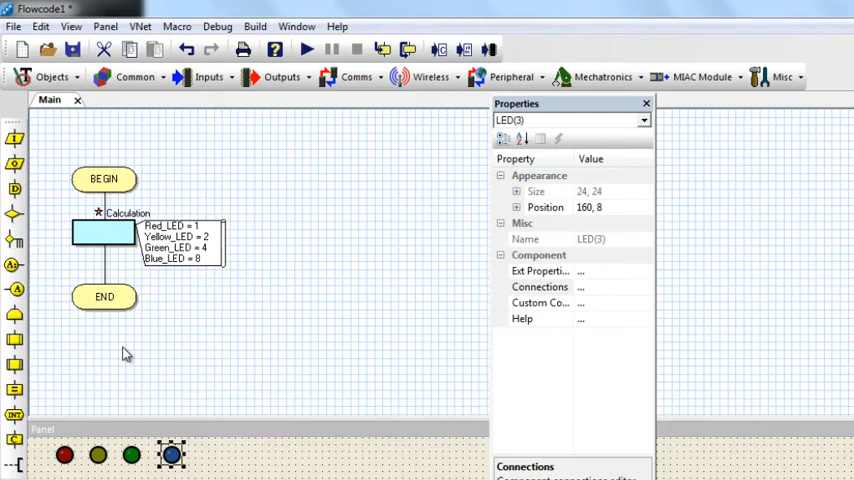 Flowcode1 *
File Edit View Panel VNet Macro Debug Build Window Help
Objects Common Inputs Outputs Comms Wireless Peripheral Mechatronics MIAC Module Misc
Main
BEGIN
Calculation
Red_LED = 1
Yellow_LED = 2
Green_LED = 4
Blue_LED = 8
END
Properties
LED(3)
Property Value
Appearance
Size 24, 24
Position 160, 8
Misc
Name LED(3)
Component
Ext Properti... ...
Connections ...
Custom Co... ...
Help ...
Connections
Component connections editor
Panel